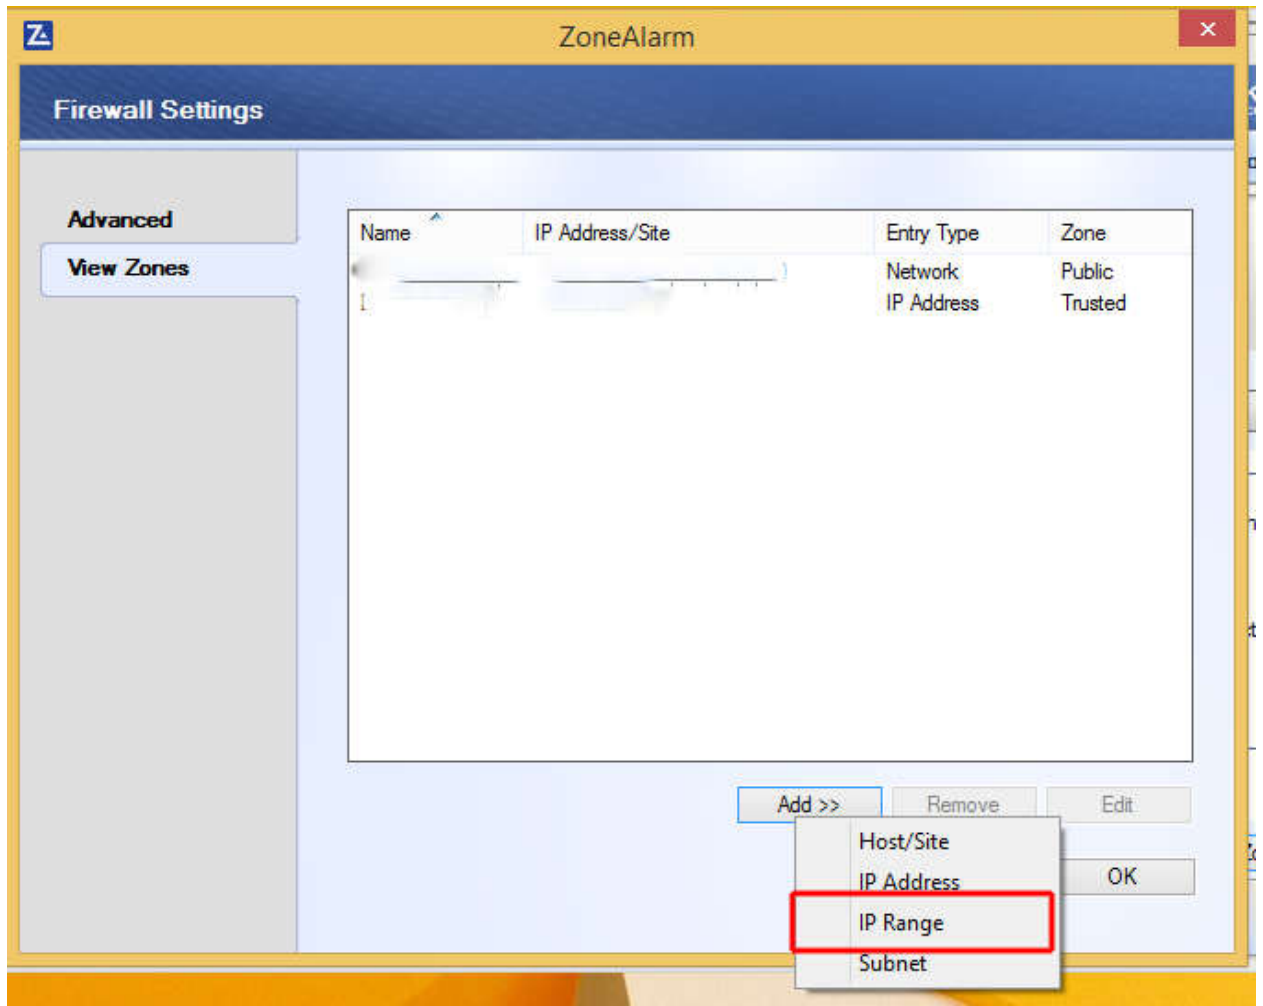 ZoneAlarm
Firewall Settings
Advanced
View Zones
Name IP Address/Site Entry Type Zone
Network Public
IP Address Trusted
Add >> Remove Edit
Host/Site
IP Address OK
IP Range
Subnet